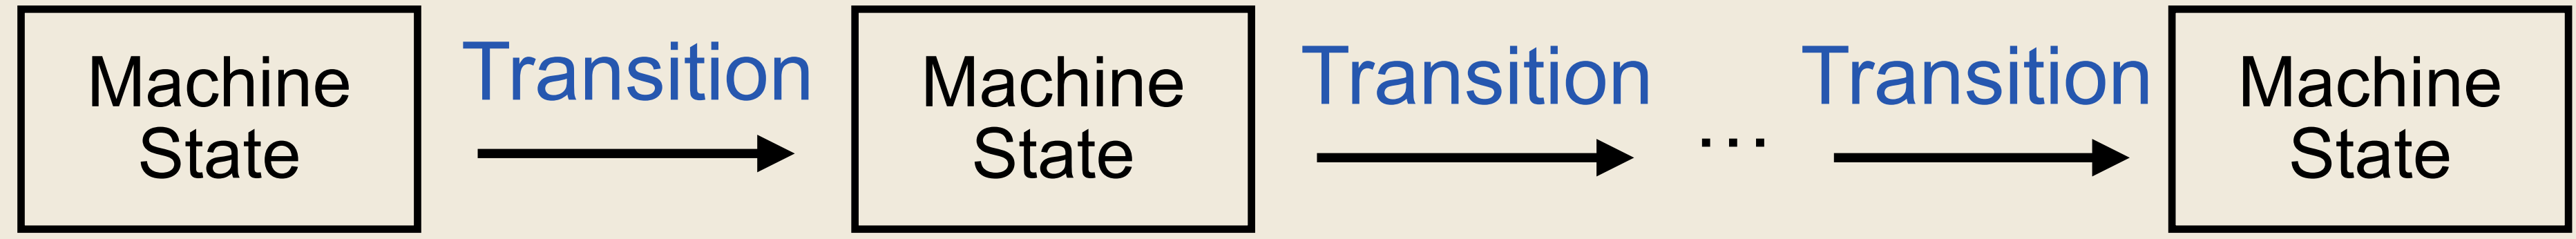 Machine
State
Transition
Machine
State
Transition
...
Transition
Machine
State